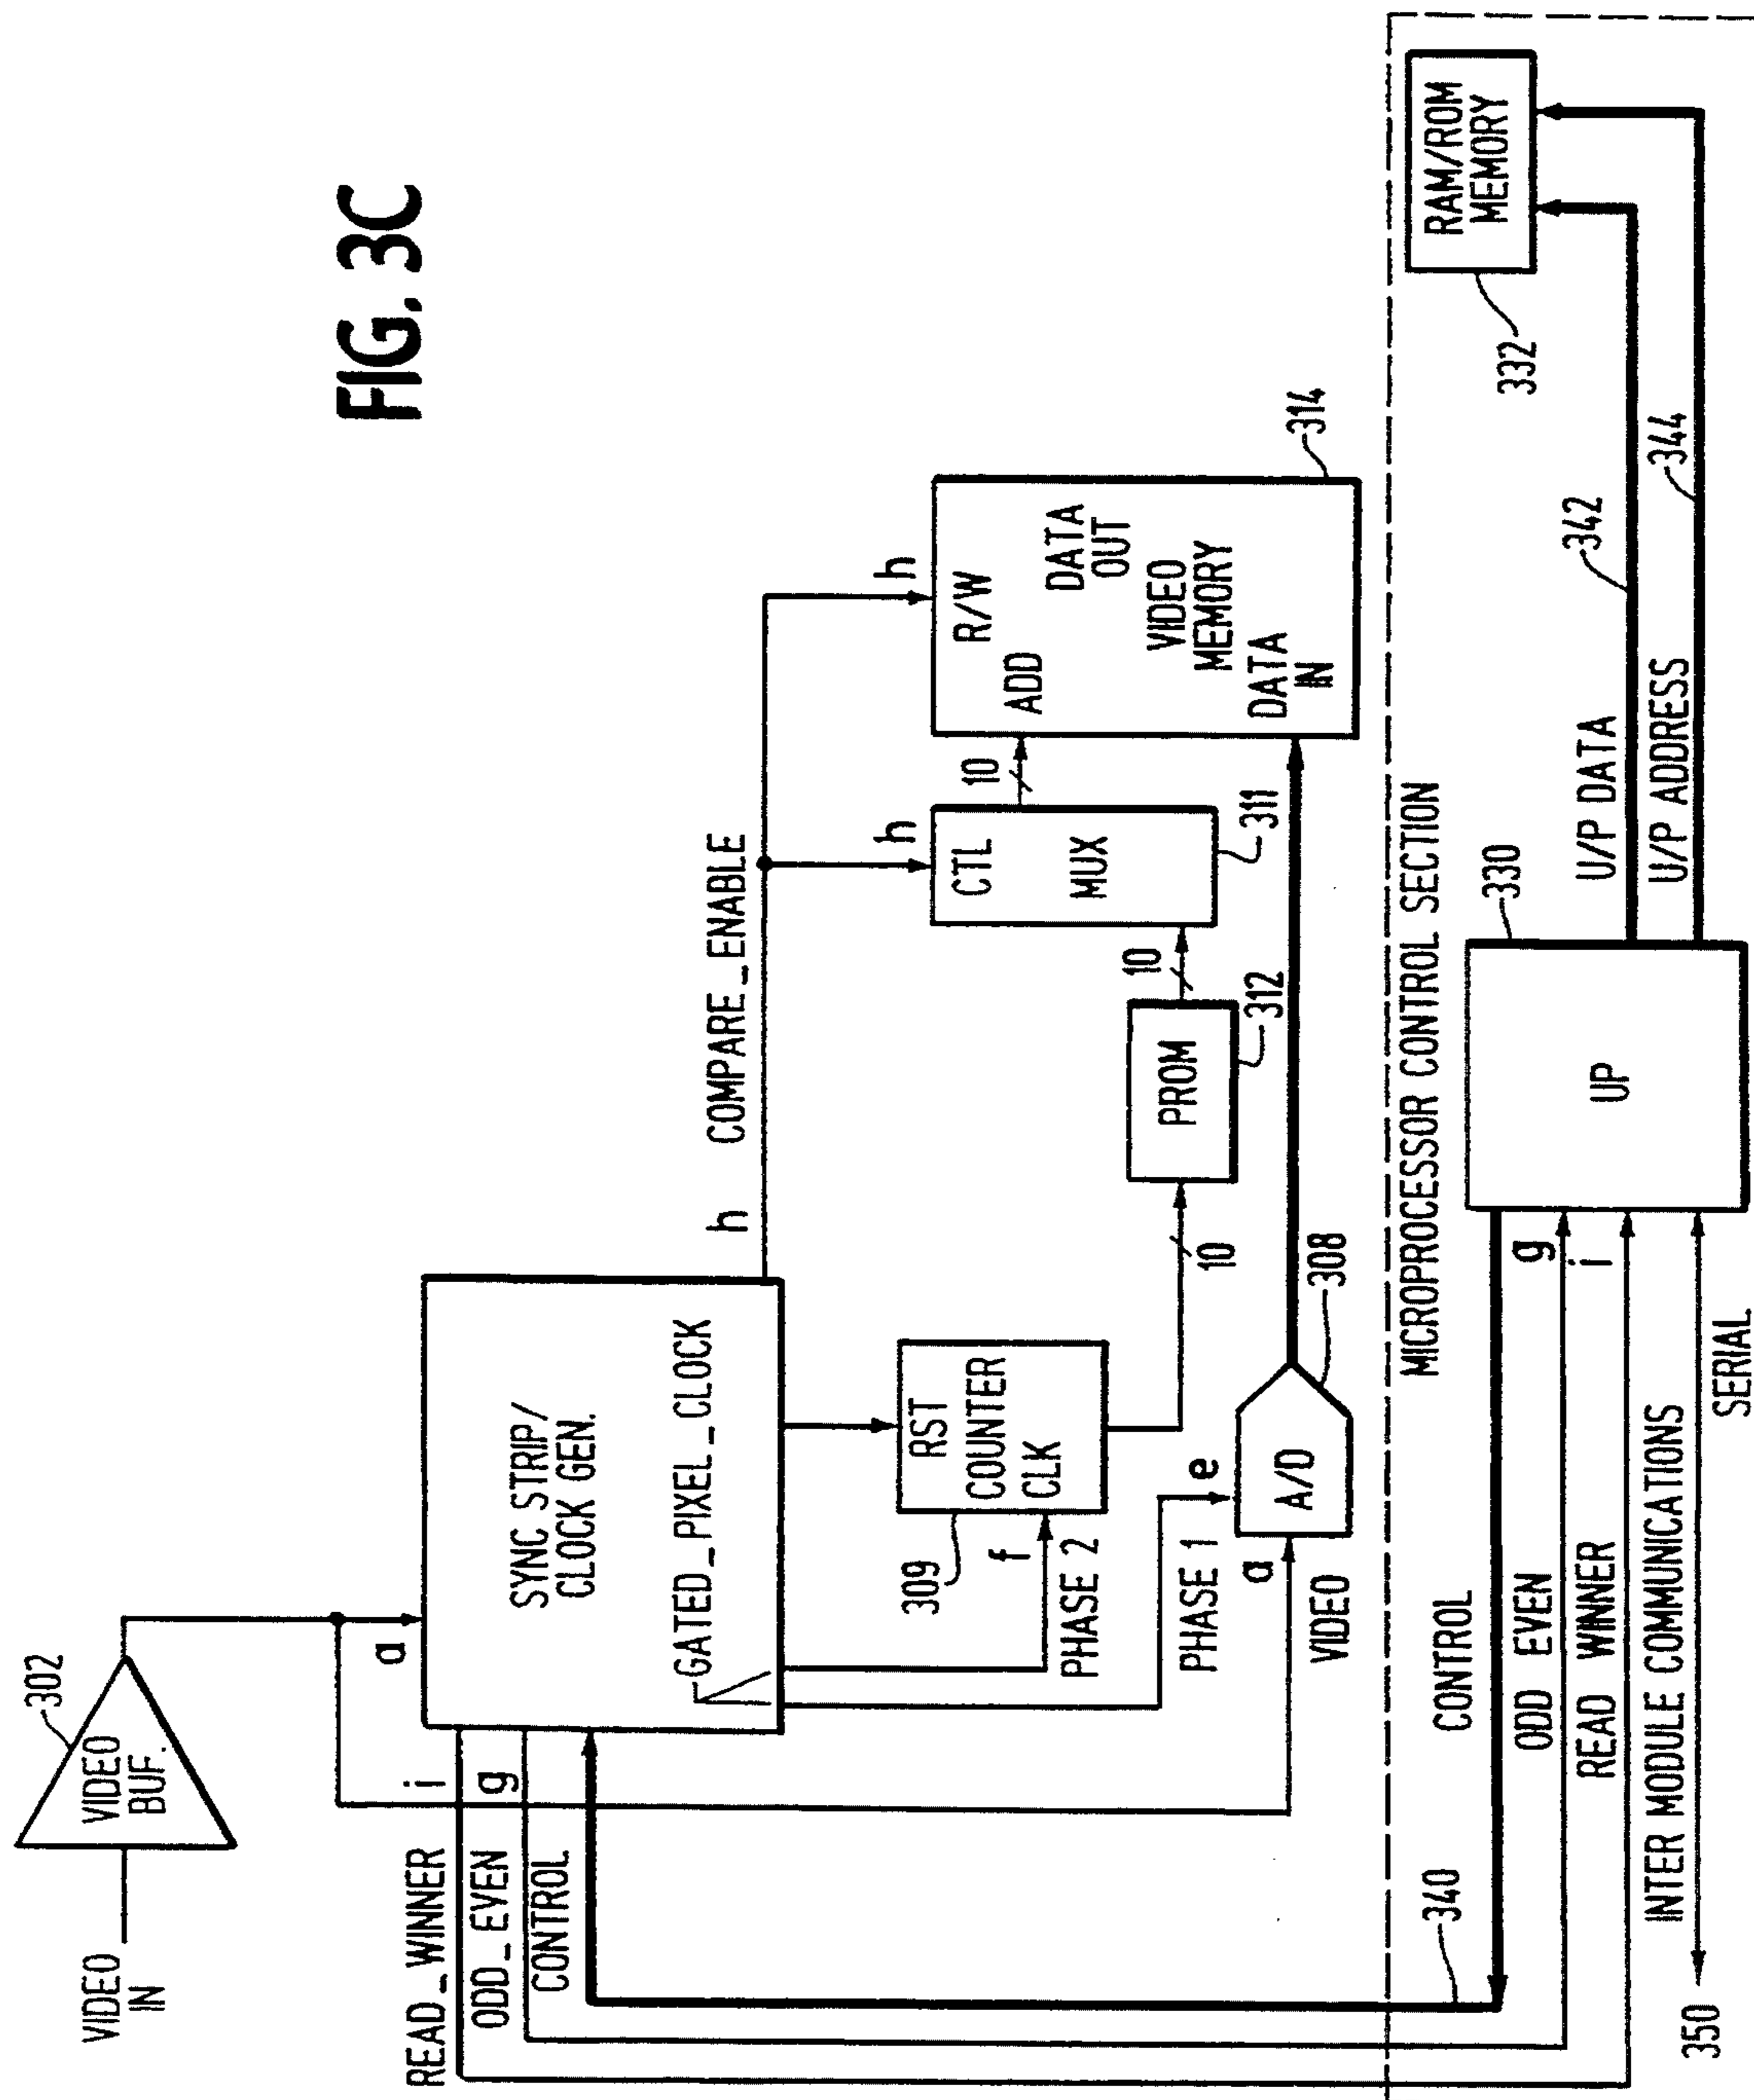 FIG. 3C
VIDEO
IN
VIDEO
BUF.
302
a
i
g
READ_WINNER
ODD_EVEN
CONTROL
SYNC STRIP/
CLOCK GEN.
GATED_PIXEL_CLOCK
h
COMPARE_ENABLE
h
h
RST
COUNTER
CLK
309
f
PHASE 2
10
PROM
312
10
CTL
MUX
311
10
R/W
ADD
DATA
OUT
VIDEO
MEMORY
DATA
IN
314
PHASE 1
e
a
VIDEO
A/D
308
MICROPROCESSOR CONTROL SECTION
340
CONTROL
ODD EVEN
g
READ WINNER
i
INTER MODULE COMMUNICATIONS
SERIAL
350
UP
330
U/P DATA
342
U/P ADDRESS
344
RAM/ROM
MEMORY
332